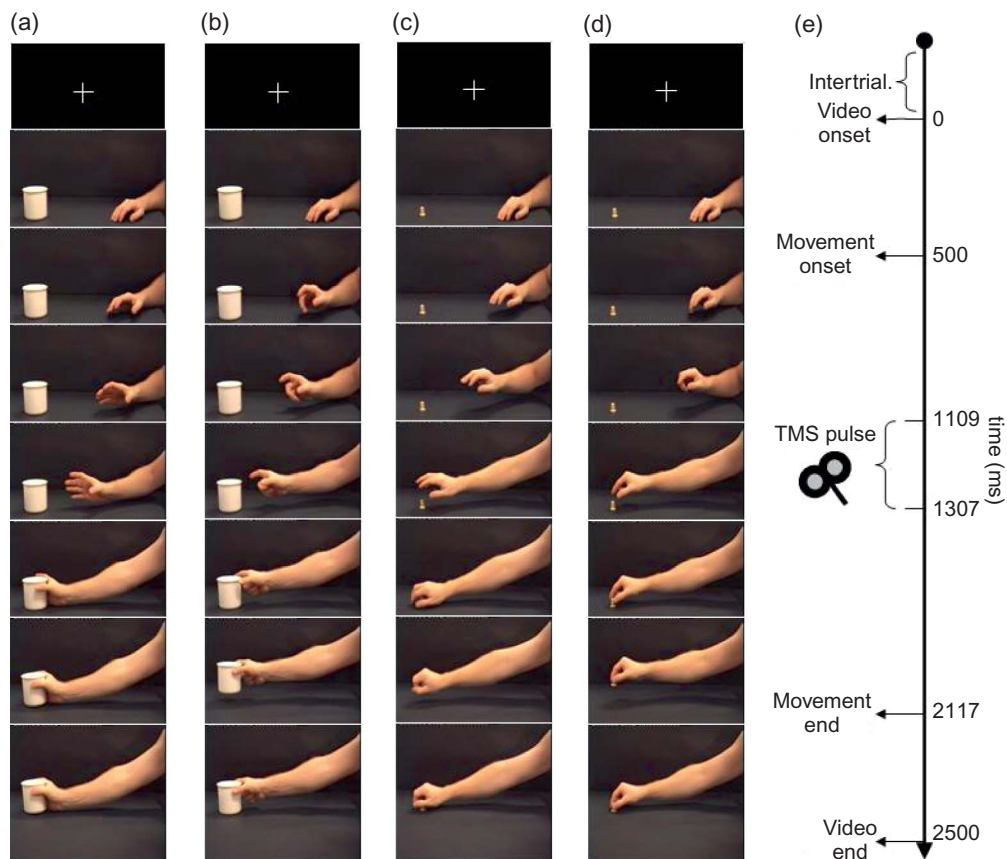 (a)
(b)
(c)
(d)
(e)
Intertrial.
Video
onset
0
Movement
onset
500
1109
TMS pulse
time (ms)
1307
Movement
end
2117
Video
end
2500